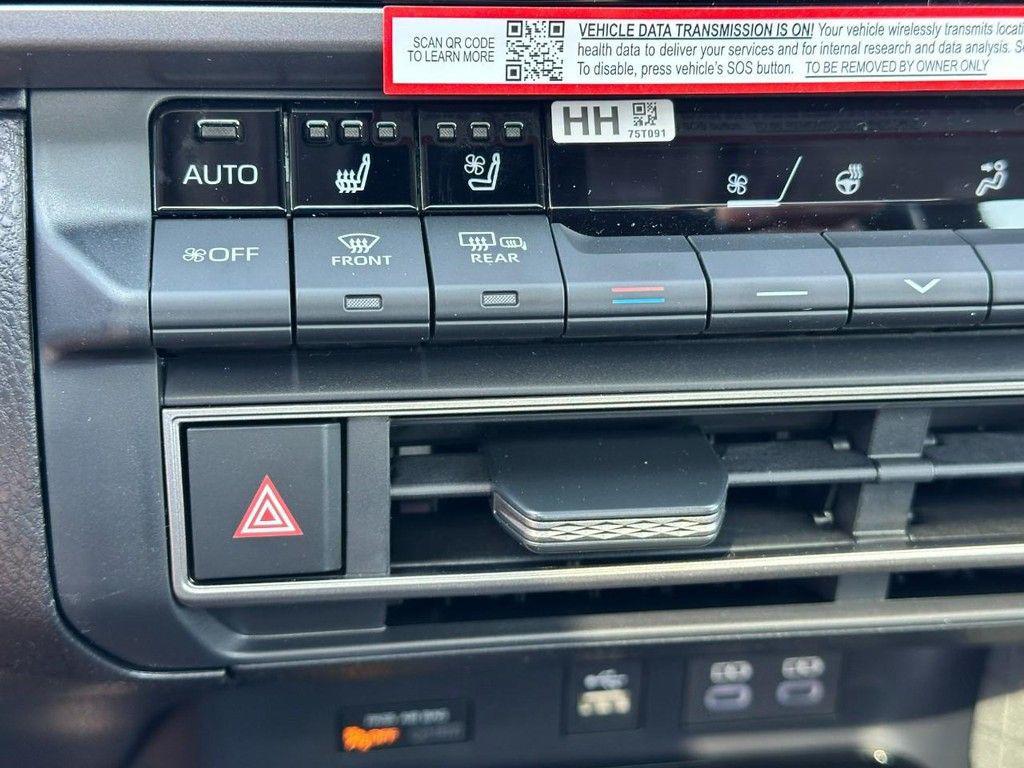 SCAN QR CODE
TO LEARN MORE
VEHICLE DATA TRANSMISSION IS ON! Your vehicle wirelessly transmits locati
health data to deliver your services and for internal research and data analysis. S
To disable, press vehicle's SOS button. TO BE REMOVED BY OWNER ONLY
HH
75T091
AUTO
OFF
FRONT
REAR